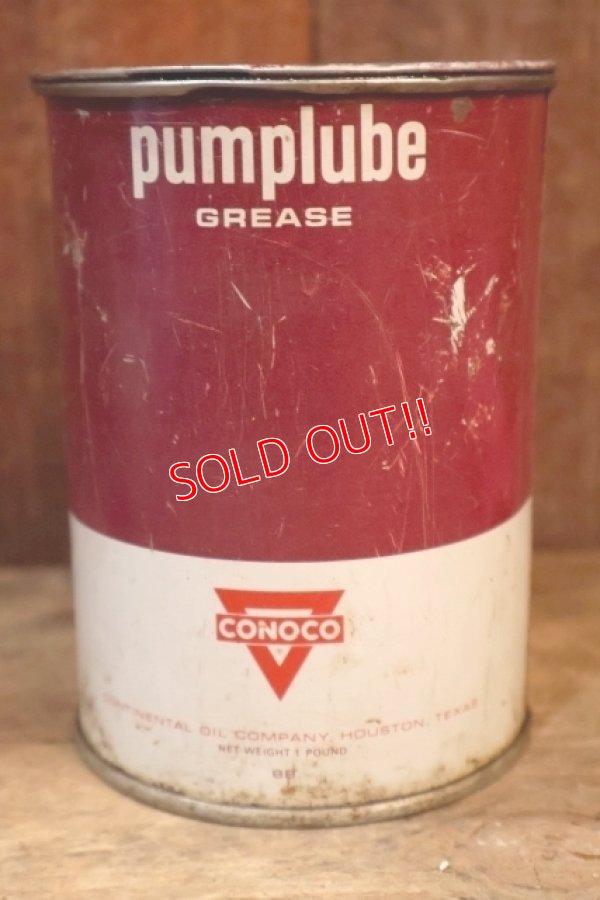 pumplube
GREASE
SOLD OUT!!
CONOCO
CONTINENTAL OIL COMPANY, HOUSTON, TEXAS
NET WEIGHT 1 POUND